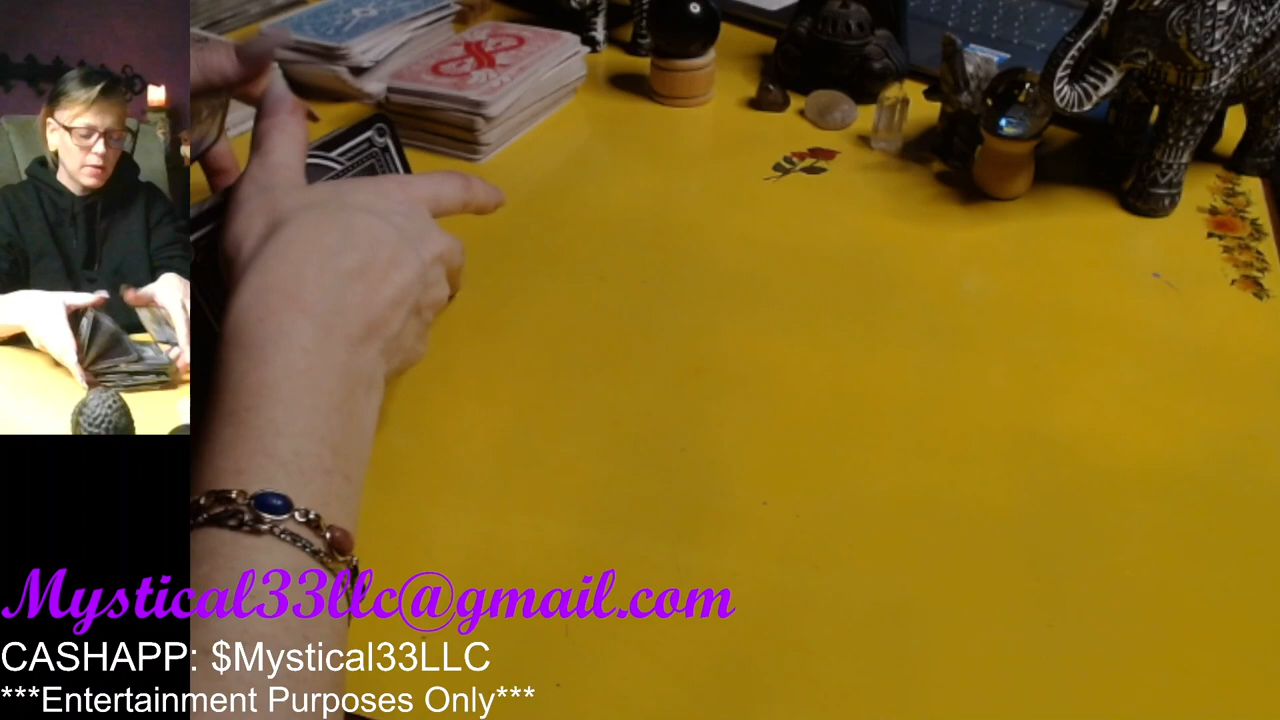 Mystical33llc@gmail.com
CASHAPP: $Mystical33LLC
***Entertainment Purposes Only***